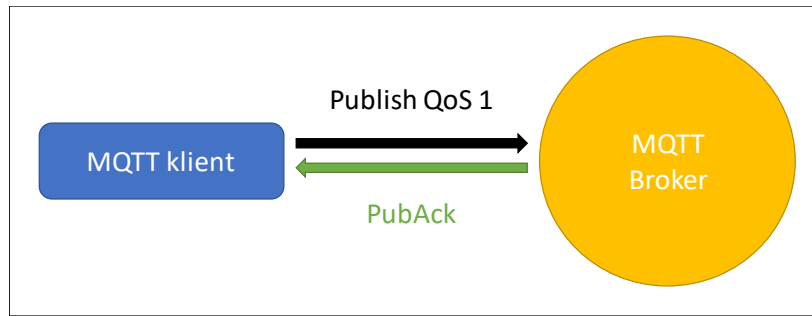 Publish QoS 1
MQTT klient
MQTT
Broker
PubAck